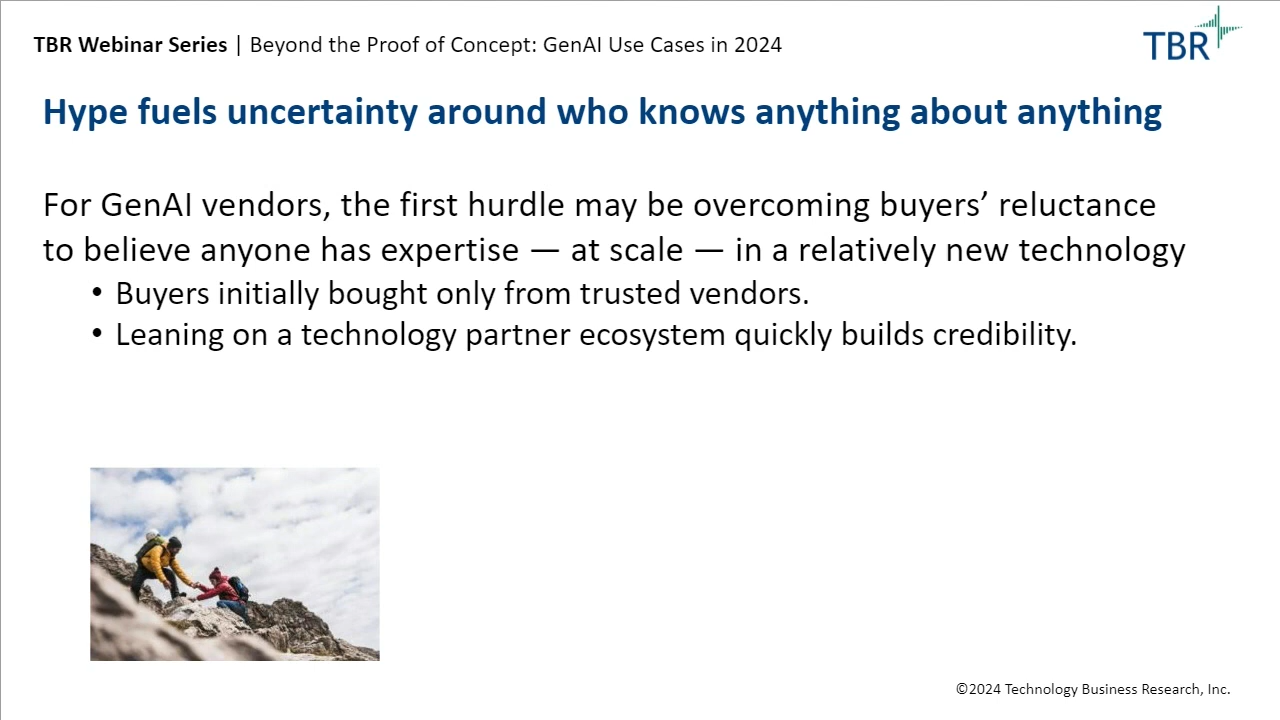 TBR Webinar Series | Beyond the Proof of Concept: GenAI Use Cases in 2024
TBR
Hype fuels uncertainty around who knows anything about anything
For GenAI vendors, the first hurdle may be overcoming buyers’ reluctance
to believe anyone has expertise — at scale — in a relatively new technology
• Buyers initially bought only from trusted vendors.
• Leaning on a technology partner ecosystem quickly builds credibility.
©2024 Technology Business Research, Inc.